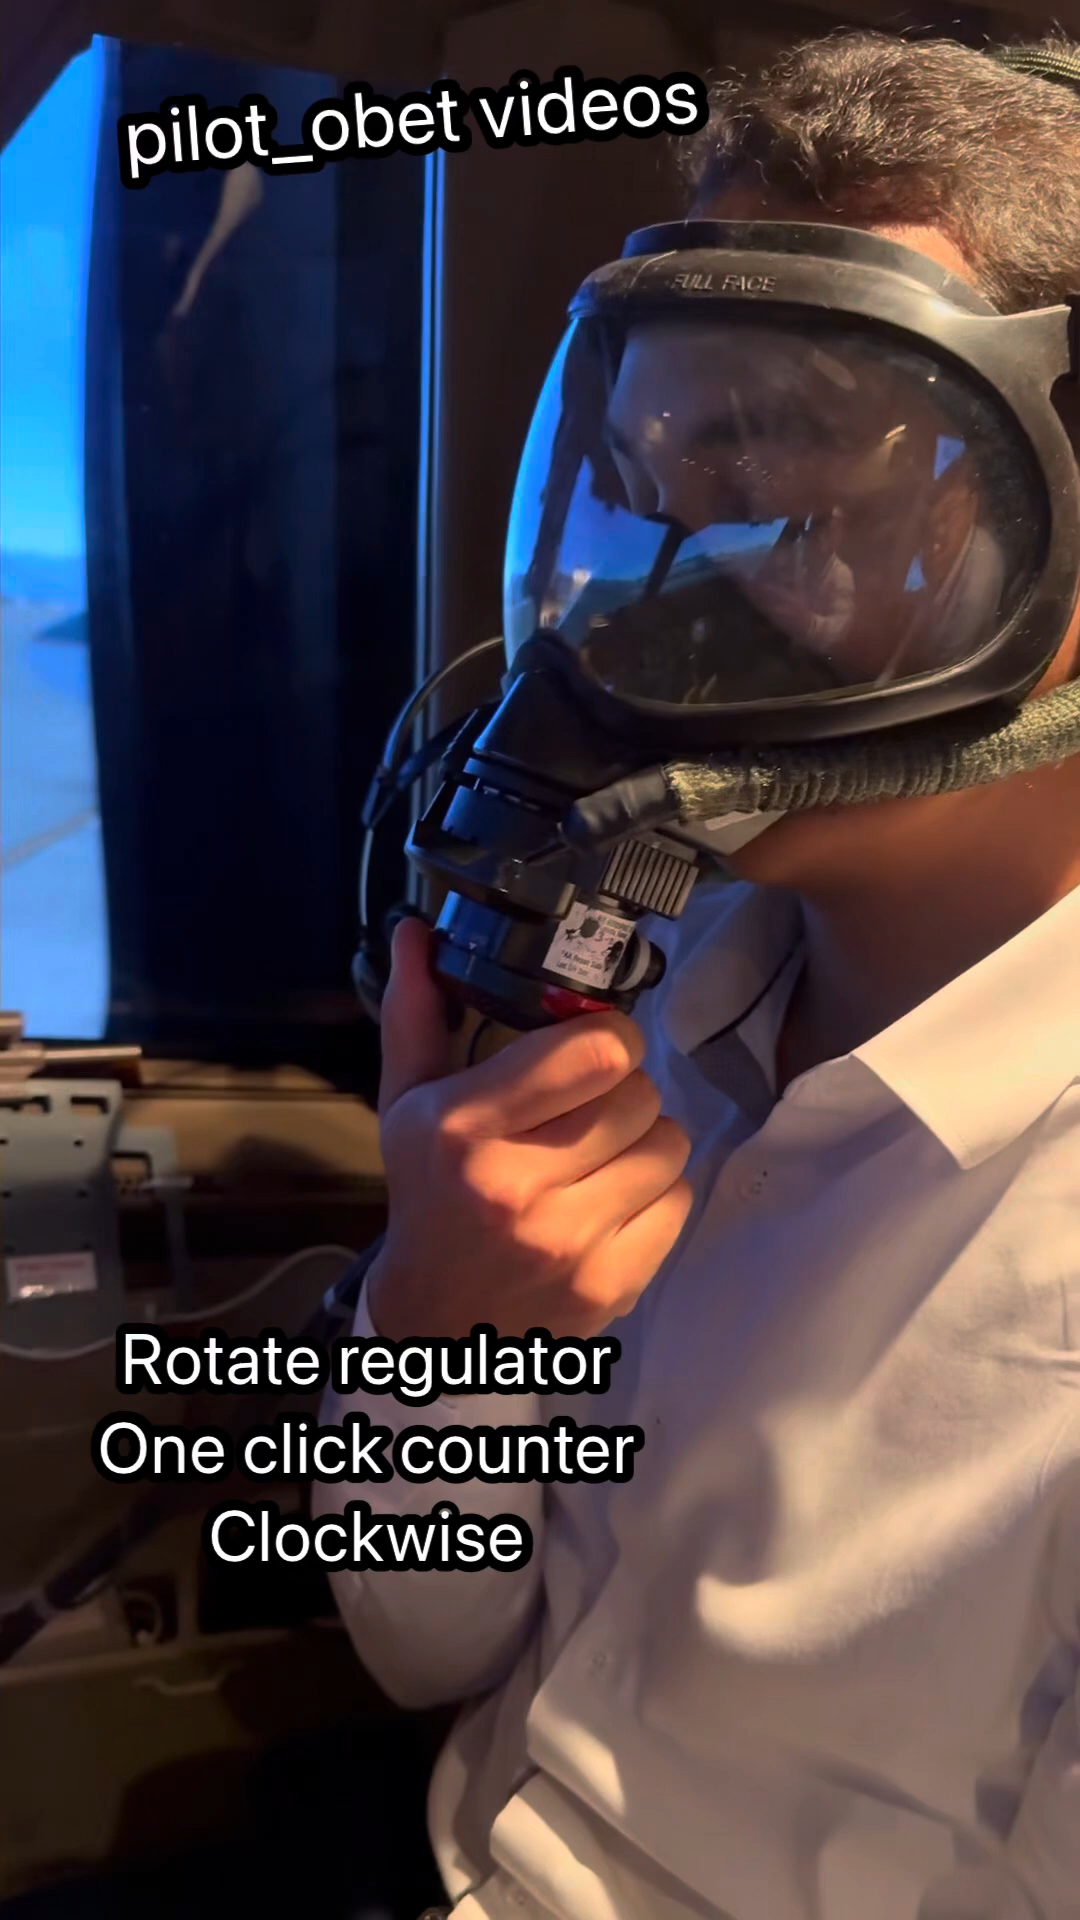 pilot_obet videos
FULL FACE
Rotate regulator
One click counter
Clockwise